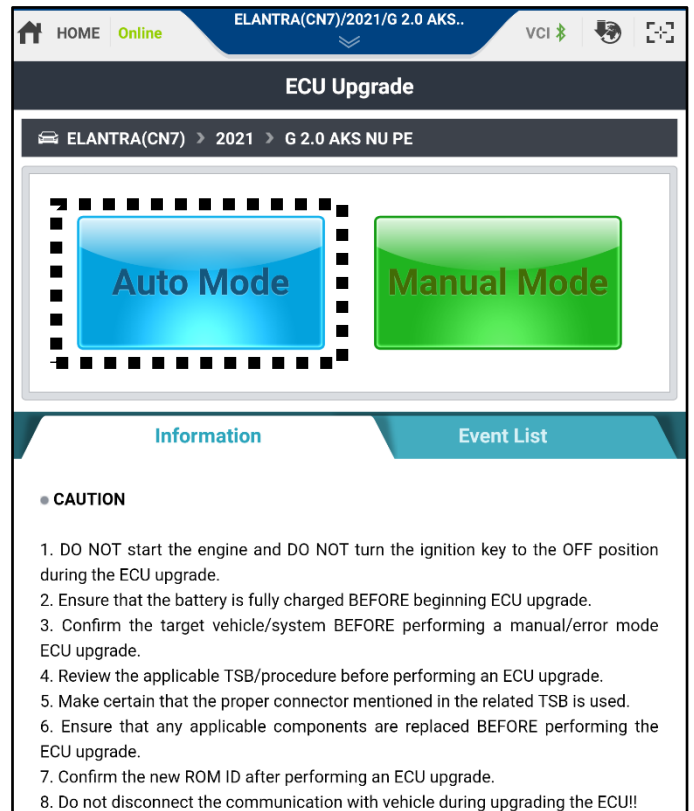 HOME Online ELANTRA(CN7)/2021/G 2.0 AKS.. VCI
ECU Upgrade
ELANTRA(CN7) > 2021 > G 2.0 AKS NU PE
Auto Mode Manual Mode
Information Event List
CAUTION
1. DO NOT start the engine and DO NOT turn the ignition key to the OFF position
during the ECU upgrade.
2. Ensure that the battery is fully charged BEFORE beginning ECU upgrade.
3. Confirm the target vehicle/system BEFORE performing a manual/error mode
ECU upgrade.
4. Review the applicable TSB/procedure before performing an ECU upgrade.
5. Make certain that the proper connector mentioned in the related TSB is used.
6. Ensure that any applicable components are replaced BEFORE performing the
ECU upgrade.
7. Confirm the new ROM ID after performing an ECU upgrade.
8. Do not disconnect the communication with vehicle during upgrading the ECU!!